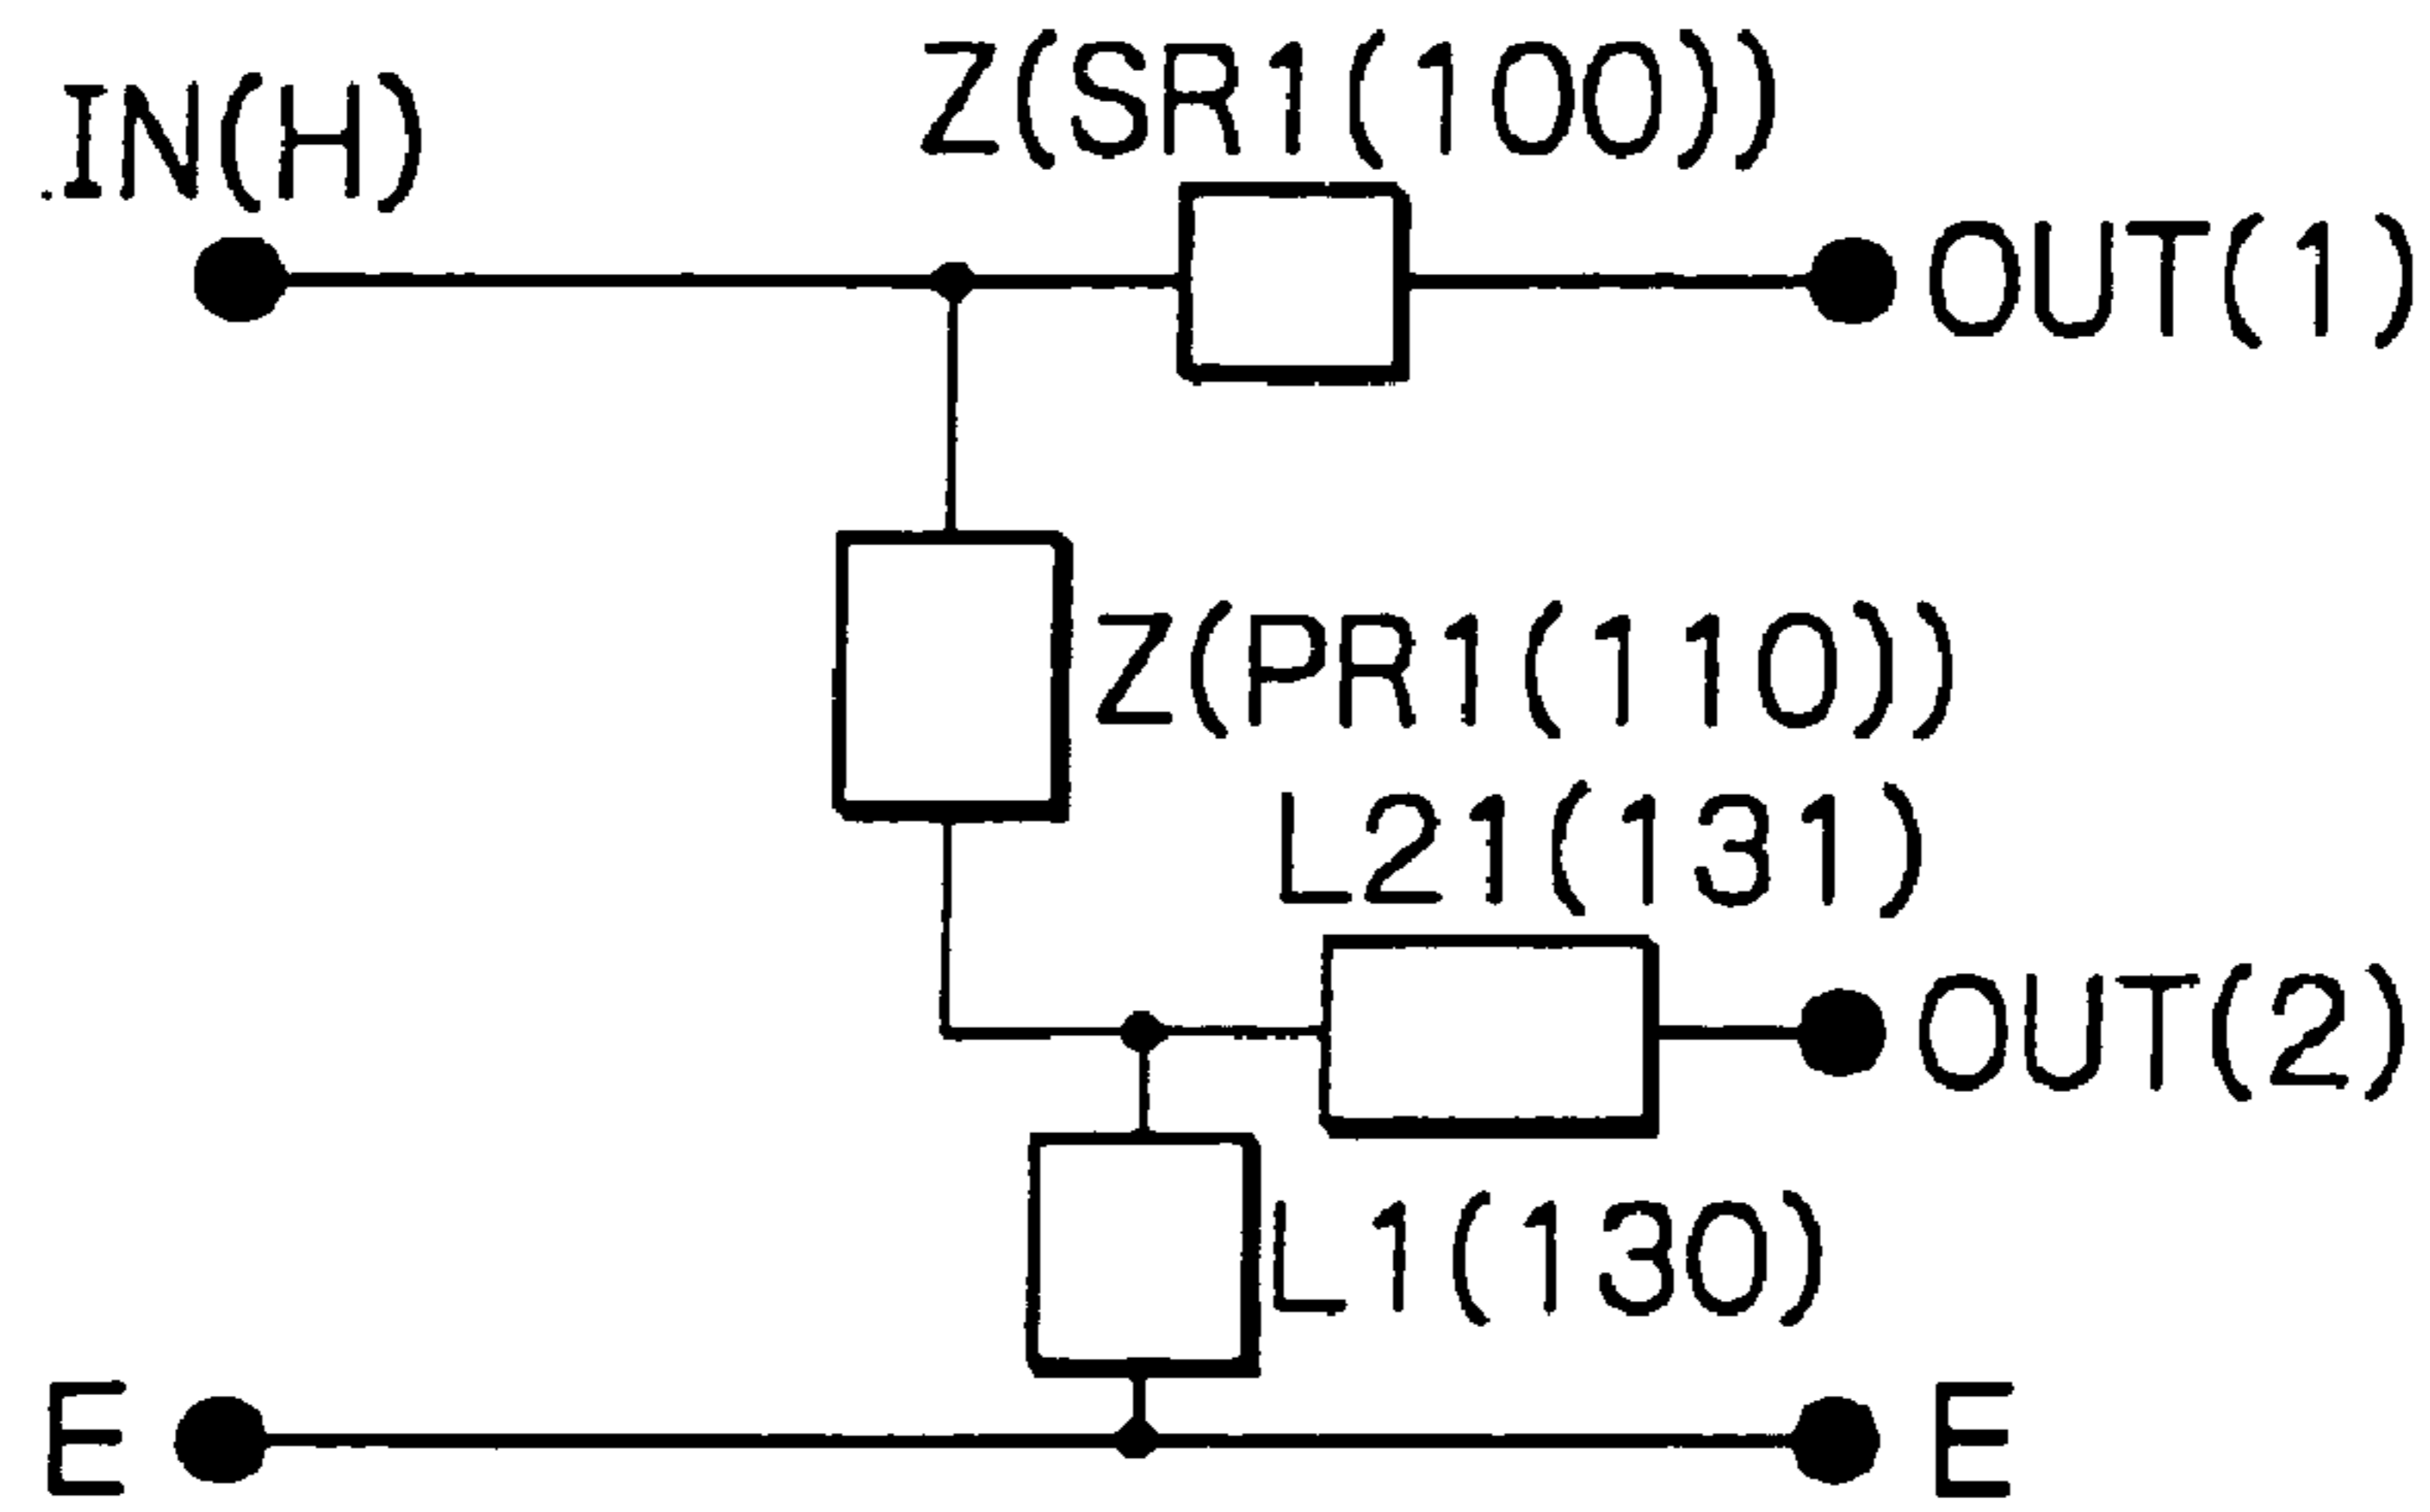 IN(H)
Z(SR1(100))
OUT(1)
Z(PR1(110))
L21(131)
OUT(2)
L1(130)
E
E